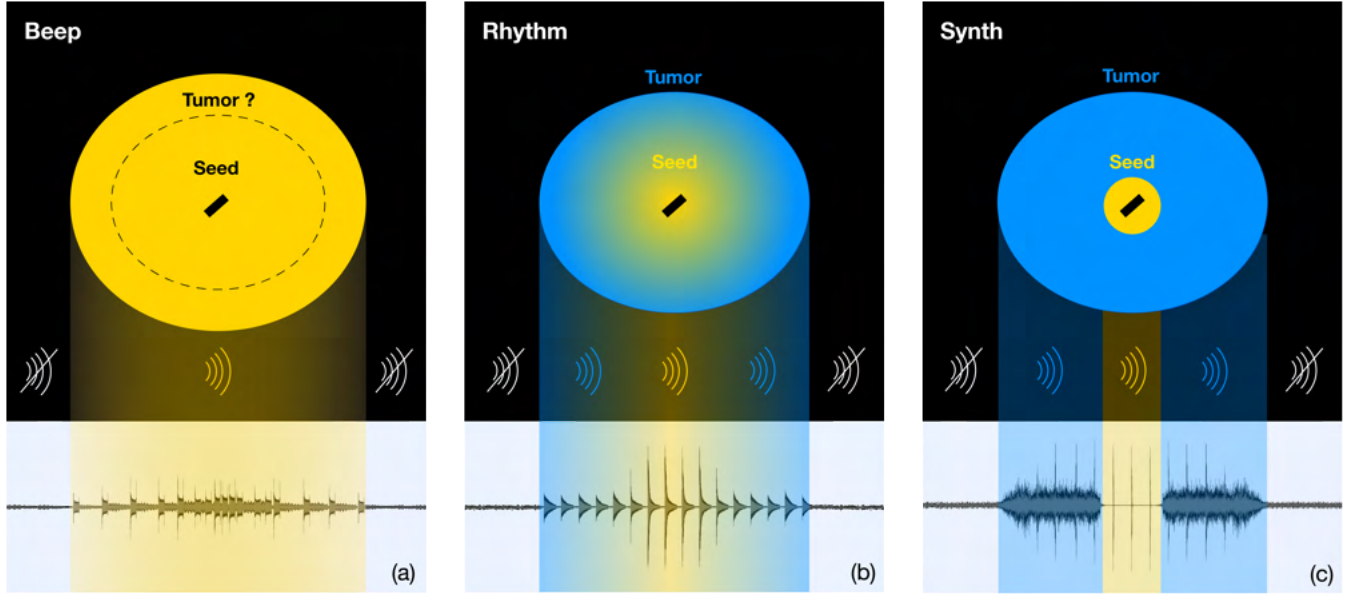 Beep
Tumor ?
Seed
(a)
Rhythm
Tumor
Seed
(b)
Synth
Tumor
Seed
(c)